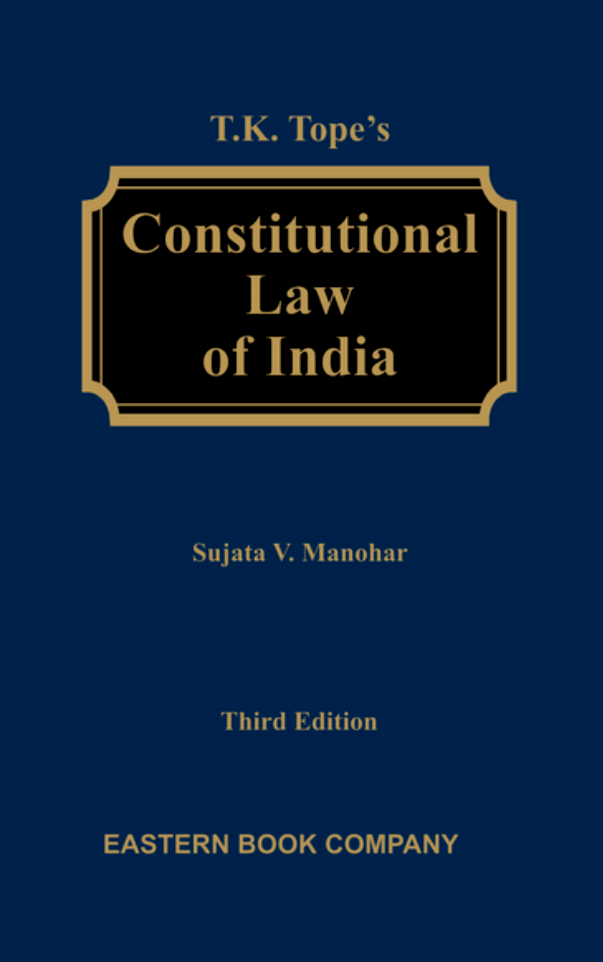 T.K. Tope’s
Constitutional
Law
of India
Sujata V. Manohar
Third Edition
EASTERN BOOK COMPANY